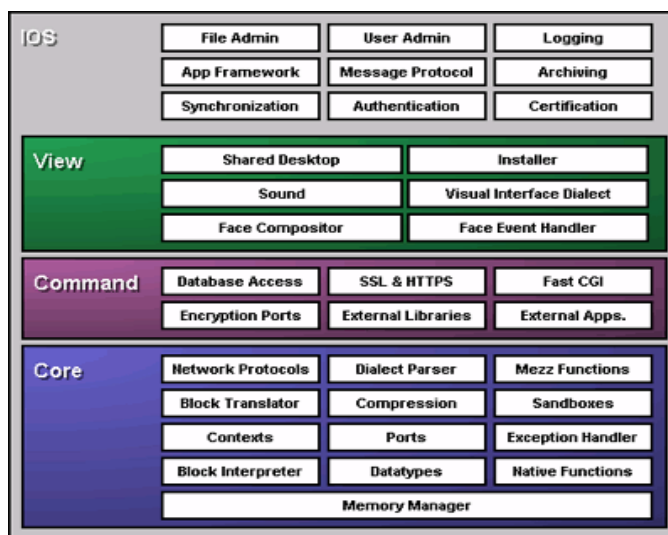 IOS
File Admin
User Admin
Logging
App Framework
Message Protocol
Archiving
Synchronization
Authentication
Certification
View
Shared Desktop
Installer
Sound
Visual Interface Dialect
Face Compositor
Face Event Handler
Command
Database Access
SSL & HTTPS
Fast CGI
Encryption Ports
External Libraries
External Apps.
Core
Network Protocols
Dialect Parser
Mezz Functions
Block Translator
Compression
Sandboxes
Contexts
Ports
Exception Handler
Block Interpreter
Datatypes
Native Functions
Memory Manager